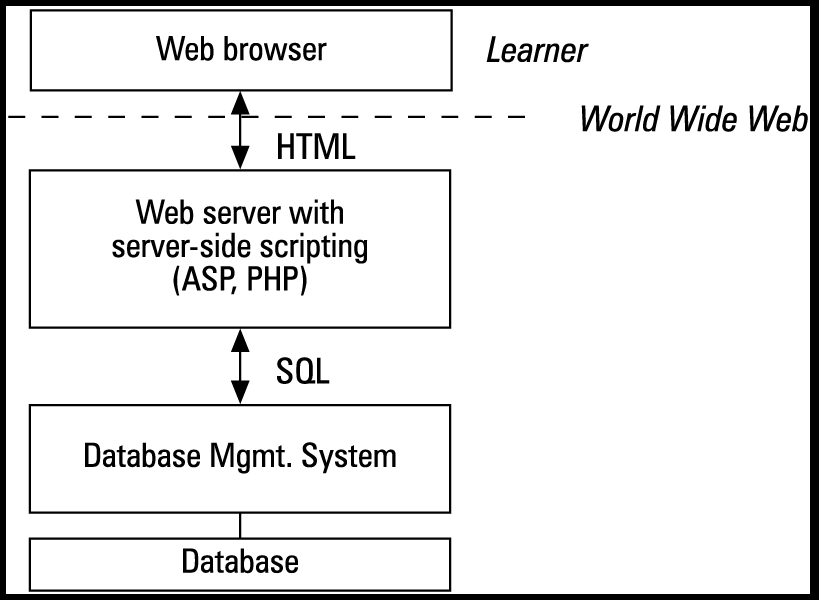 Web browser
Learner
World Wide Web
HTML
Web server with
server-side scripting
(ASP, PHP)
SQL
Database Mgmt. System
Database